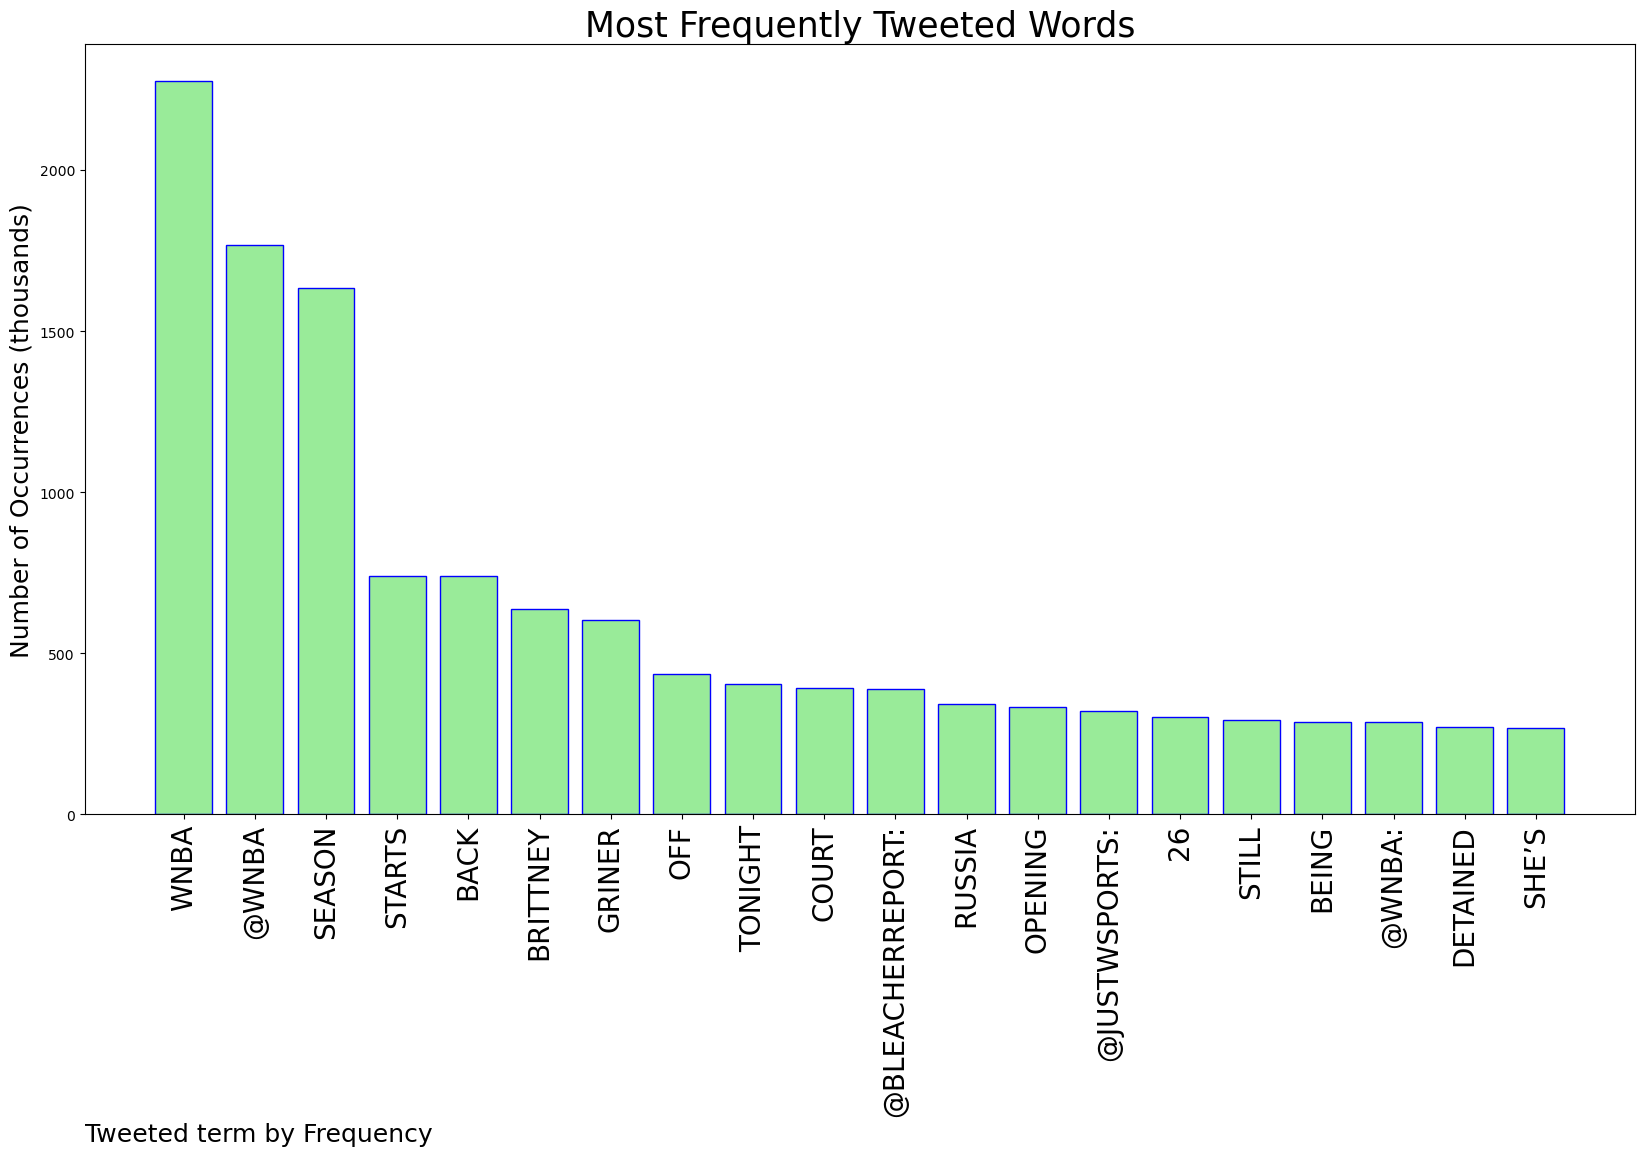 Most Frequently Tweeted Words
Number of Occurrences (thousands)
2000
1500
1000
500
0
WNBA
@WNBA
SEASON
STARTS
BACK
BRITTNEY
GRINER
OFF
TONIGHT
COURT
@BLEACHERREPORT:
RUSSIA
OPENING
@JUSTWSPORTS:
26
STILL
BEING
@WNBA:
DETAINED
SHE’S
Tweeted term by Frequency